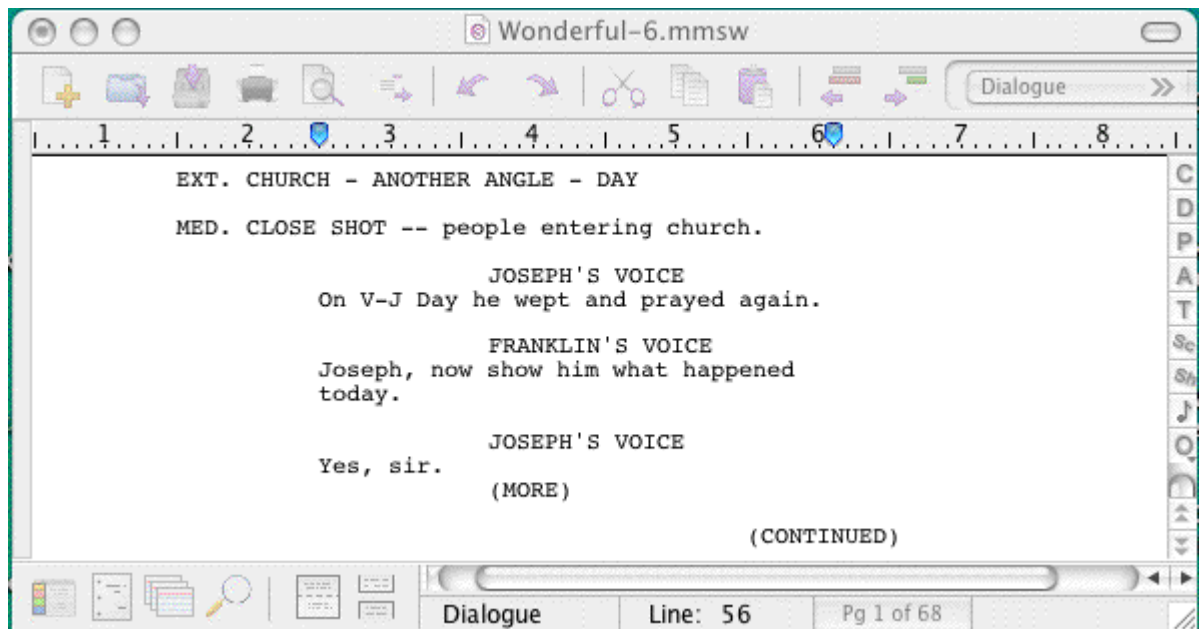 Wonderful-6.mmsw
Dialogue
1 2 3 4 5 6 7 8
EXT. CHURCH - ANOTHER ANGLE - DAY
MED. CLOSE SHOT -- people entering church.
JOSEPH'S VOICE
On V-J Day he wept and prayed again.
FRANKLIN'S VOICE
Joseph, now show him what happened
today.
JOSEPH'S VOICE
Yes, sir.
(MORE)
(CONTINUED)
C
D
P
A
T
Sc
Sh
Q
Dialogue Line: 56 Pg 1 of 68